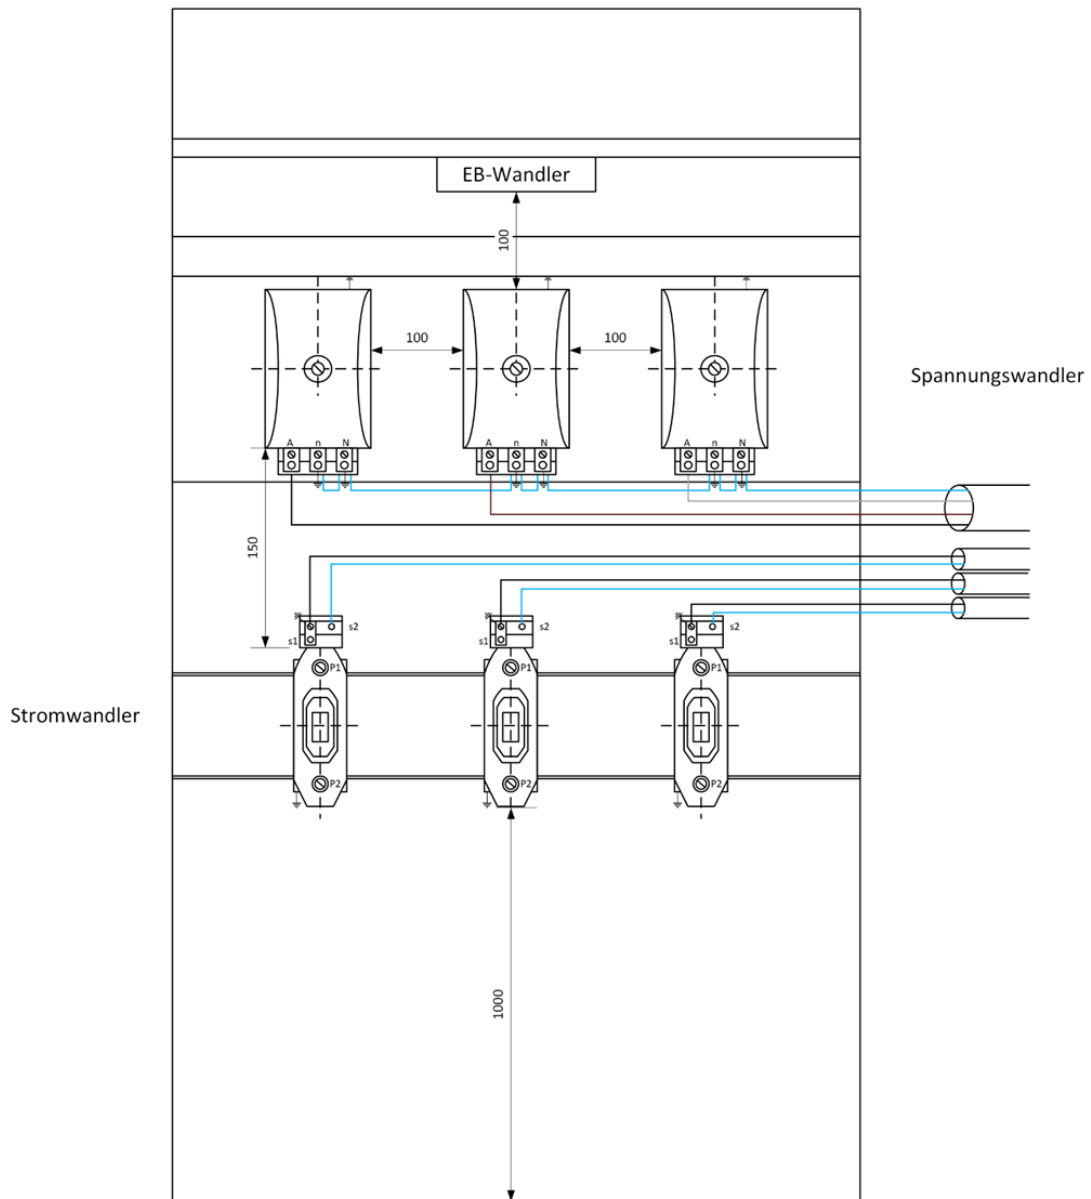 EB-Wandler
100
100
100
Spannungswandler
A n N
A n N
A n N
150
s1 s2
s1 s2
s1 s2
P1
P1
P1
Stromwandler
P2
P2
P2
1000